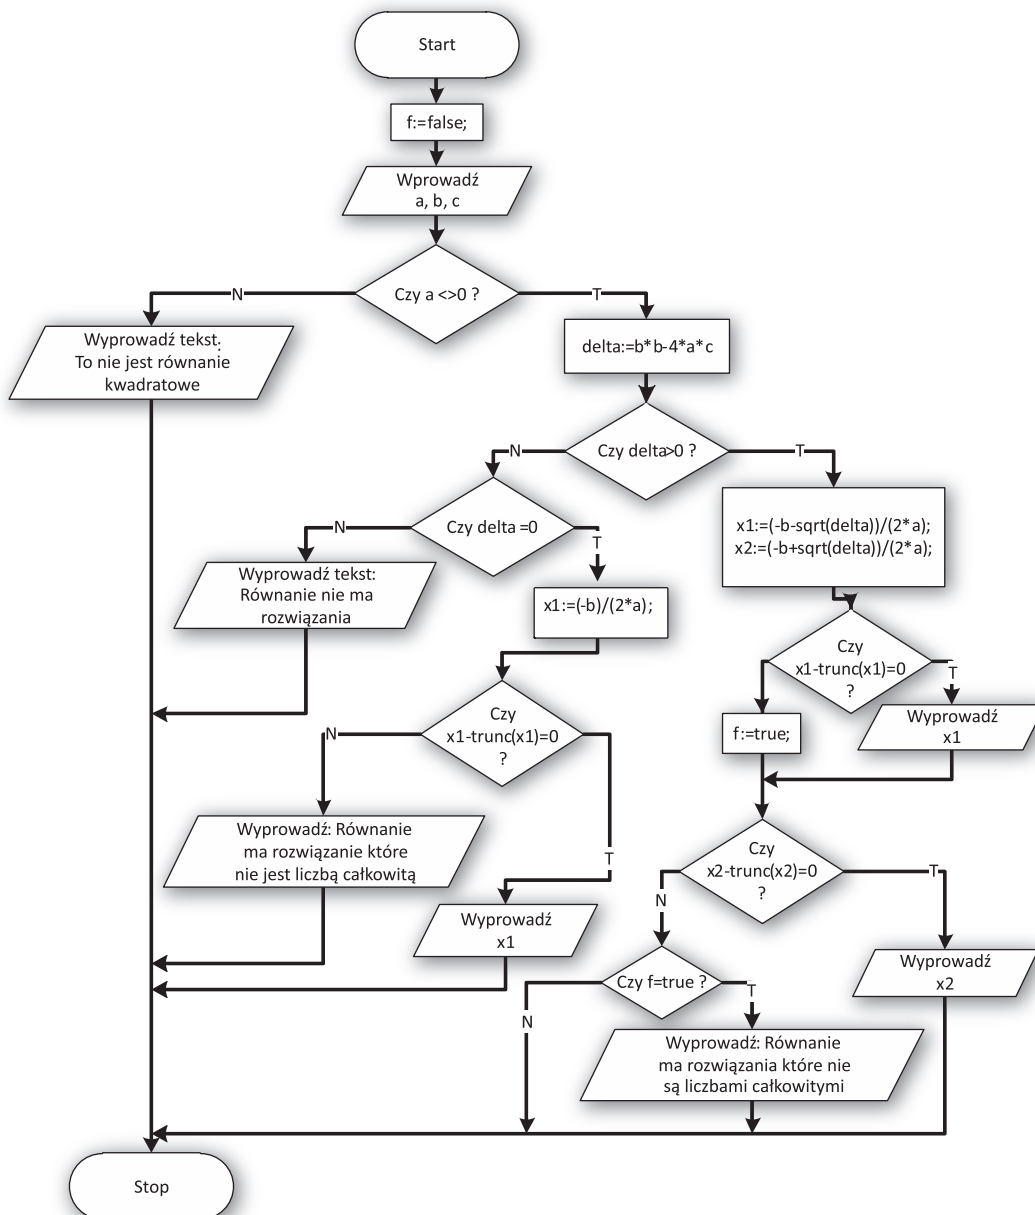 Start
f:=false;
Wprowadź
a, b, c
Czy a <>0 ?
N
T
Wyprowadź tekst:
To nie jest równanie
kwadratowe
delta:=b*b-4*a*c
Czy delta>0 ?
N
T
Czy delta =0
N
T
x1:=(-b-sqrt(delta))/(2*a);
x2:=(-b+sqrt(delta))/(2*a);
Wyprowadź tekst:
Równanie nie ma
rozwiązania
x1:=(-b)/(2*a);
Czy
x1-trunc(x1)=0
?
T
Wyprowadź
x1
f:=true;
Czy
x1-trunc(x1)=0
?
N
T
Wyprowadź: Równanie
ma rozwiązanie które
nie jest liczbą całkowitą
Wyprowadź
x1
Czy
x2-trunc(x2)=0
?
N
T
Wyprowadź
x2
Czy f=true ?
N
T
Wyprowadź: Równanie
ma rozwiązania które nie
są liczbami całkowitymi
Stop